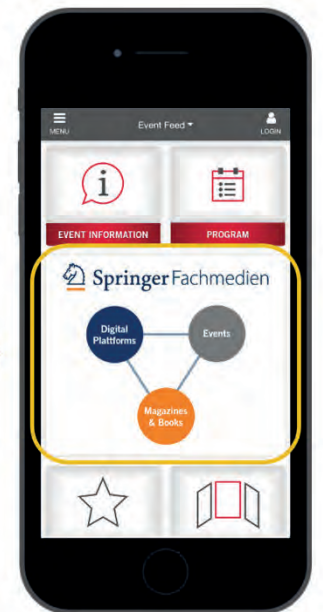 MENU
Event Feed
LOGIN
EVENT INFORMATION
PROGRAM
Springer Fachmedien
Digital
Plattforms
Events
Magazines
& Books